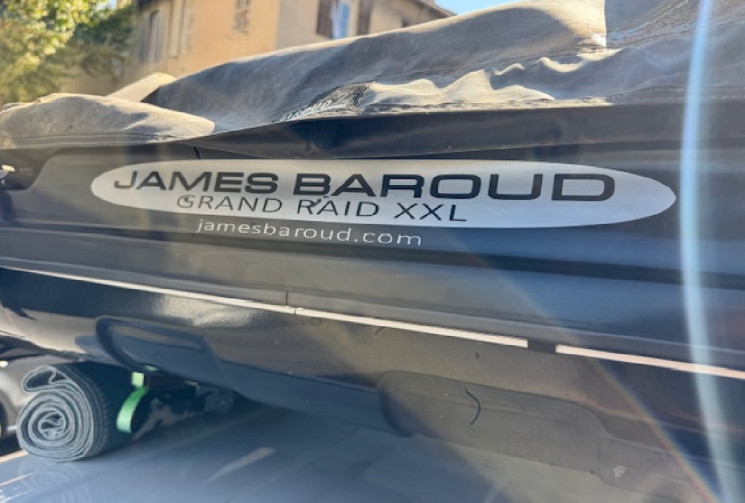 JAMES BAROUD
GRAND RAID XXL
jamesbaroud.com